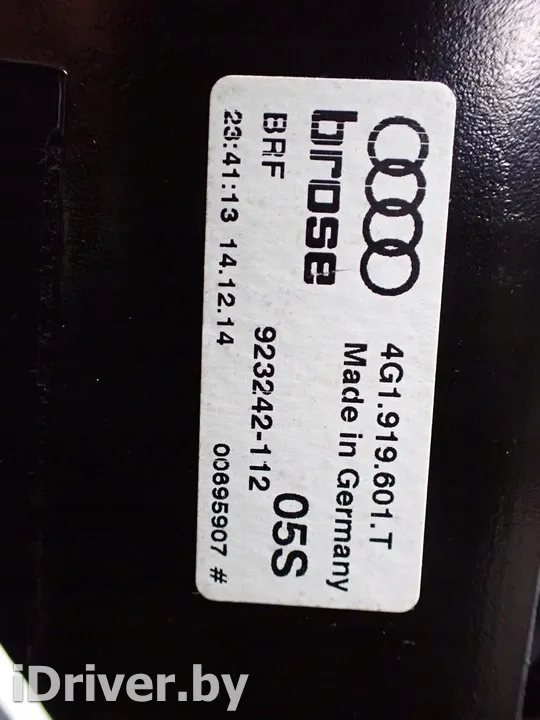 4G1.919.601.T
brose Made in Germany
BRF 923242-112 05S
23:41:13 14.12.14 00695907 #
iDriver.by